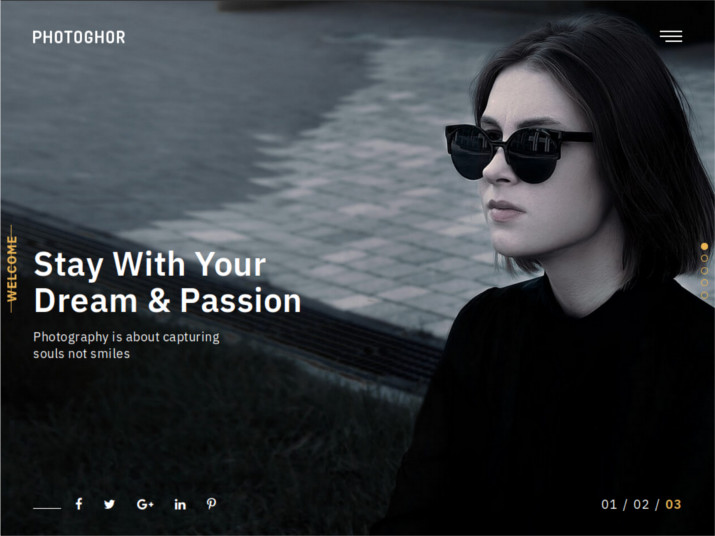 PHOTOGHOR
WELCOME
Stay With Your
Dream & Passion
Photography is about capturing
souls not smiles
f G+ in
01 / 02 / 03